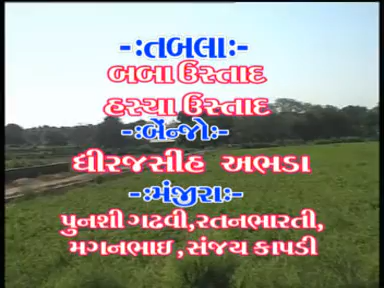 -:તબલા:-
બબા ઉસ્તાદ
હસ્યા ઉસ્તાદ
-:બેંન્જો:-
ધીરજસીહ અભડા
-:મંજીરા:-
પુનશી ગઢવી,રતનભારતી,
મગનભાઇ ,સંજય કાપડી